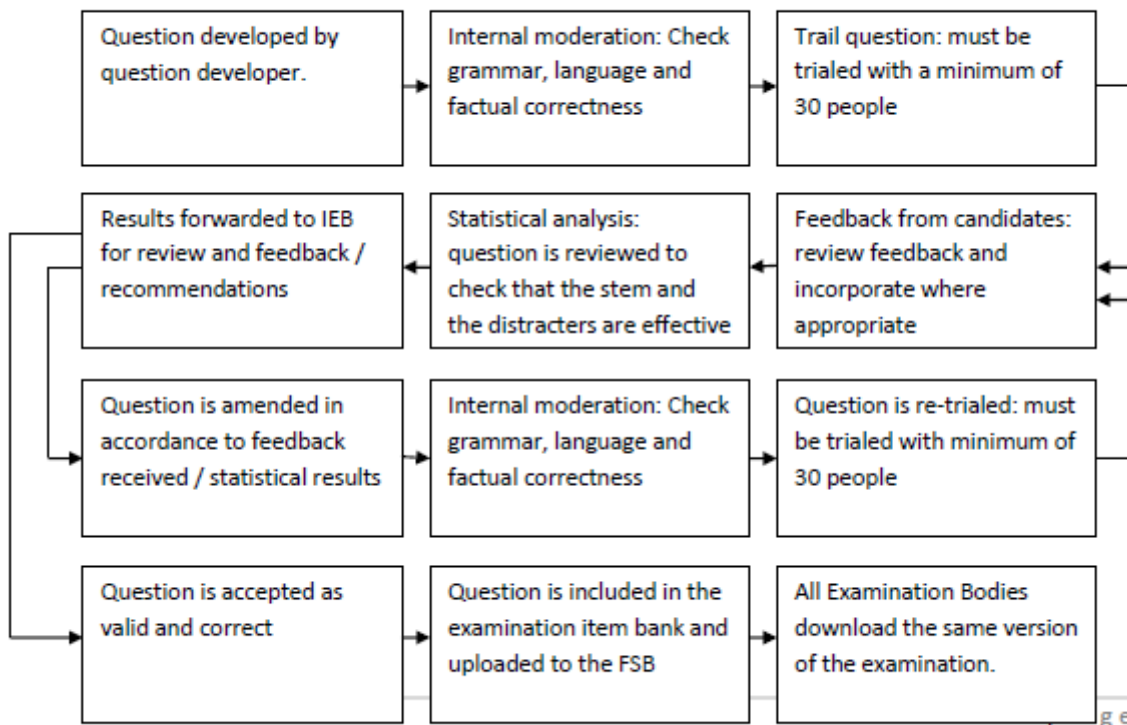 Question developed by
question developer.
Internal moderation: Check
grammar, language and
factual correctness
Trail question: must be
trialed with a minimum of
30 people
Results forwarded to IEB
for review and feedback /
recommendations
Statistical analysis:
question is reviewed to
check that the stem and
the distracters are effective
Feedback from candidates:
review feedback and
incorporate where
appropriate
Question is amended in
accordance to feedback
received / statistical results
Internal moderation: Check
grammar, language and
factual correctness
Question is re-trialed: must
be trialed with minimum of
30 people
Question is accepted as
valid and correct
Question is included in the
examination item bank and
uploaded to the FSB
All Examination Bodies
download the same version
of the examination.